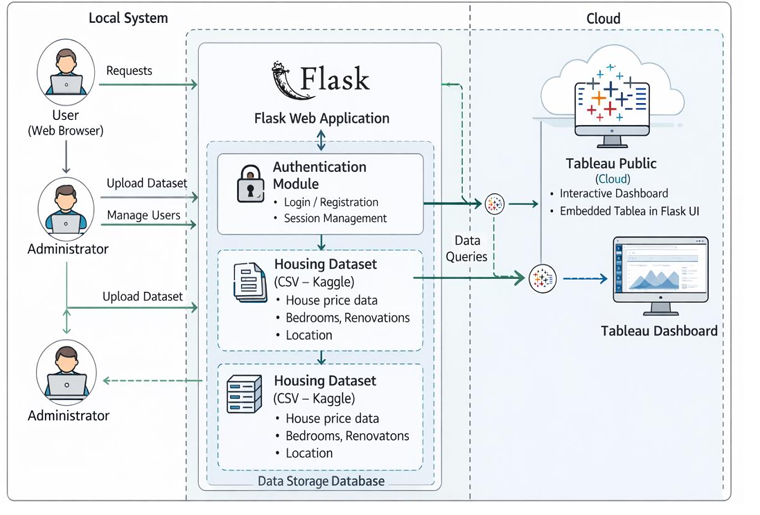 Local System
Cloud
Requests
Flask
User
(Web Browser)
Flask Web Application
Upload Dataset
Manage Users
Administrator
Authentication
Module
• Login / Registration
• Session Management
Tableau Public
(Cloud)
• Interactive Dashboard
• Embedded Tablea in Flask UI
Data
Queries
Housing Dataset
(CSV – Kaggle)
• House price data
• Bedrooms, Renovations
• Location
Upload Dataset
Tableau Dashboard
Administrator
Housing Dataset
(CSV – Kaggle)
• House price data
• Bedrooms, Renovatons
• Location
Data Storage Database